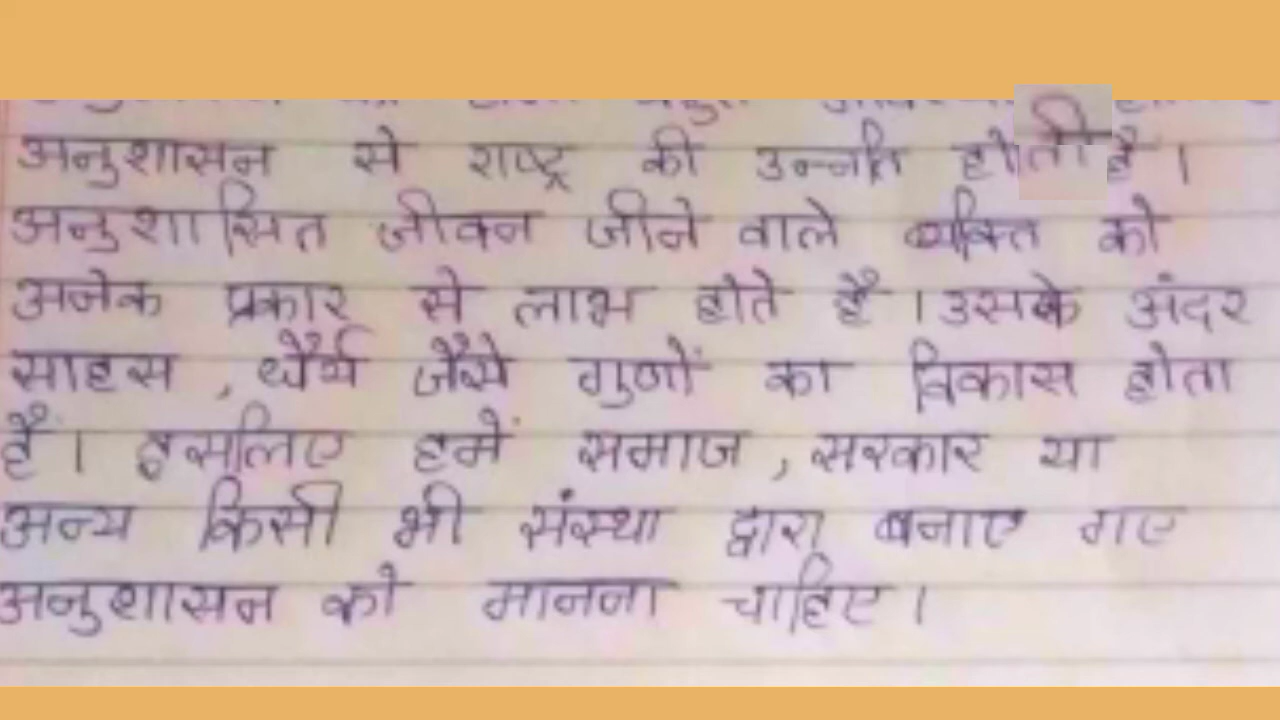 अनुशासन से राष्ट्र की उन्नति होती है ।
अनुशासित जीवन जीने वाले व्यक्ति को
अनेक प्रकार से लाभ होते है । उसके अंदर
साहस , धैर्य जैसे गुणों का विकास होता
है । इसलिए हमें समाज , सरकार या
अन्य किसी भी संस्था द्वारा बनाए गए
अनुशासन को मानना चाहिए ।